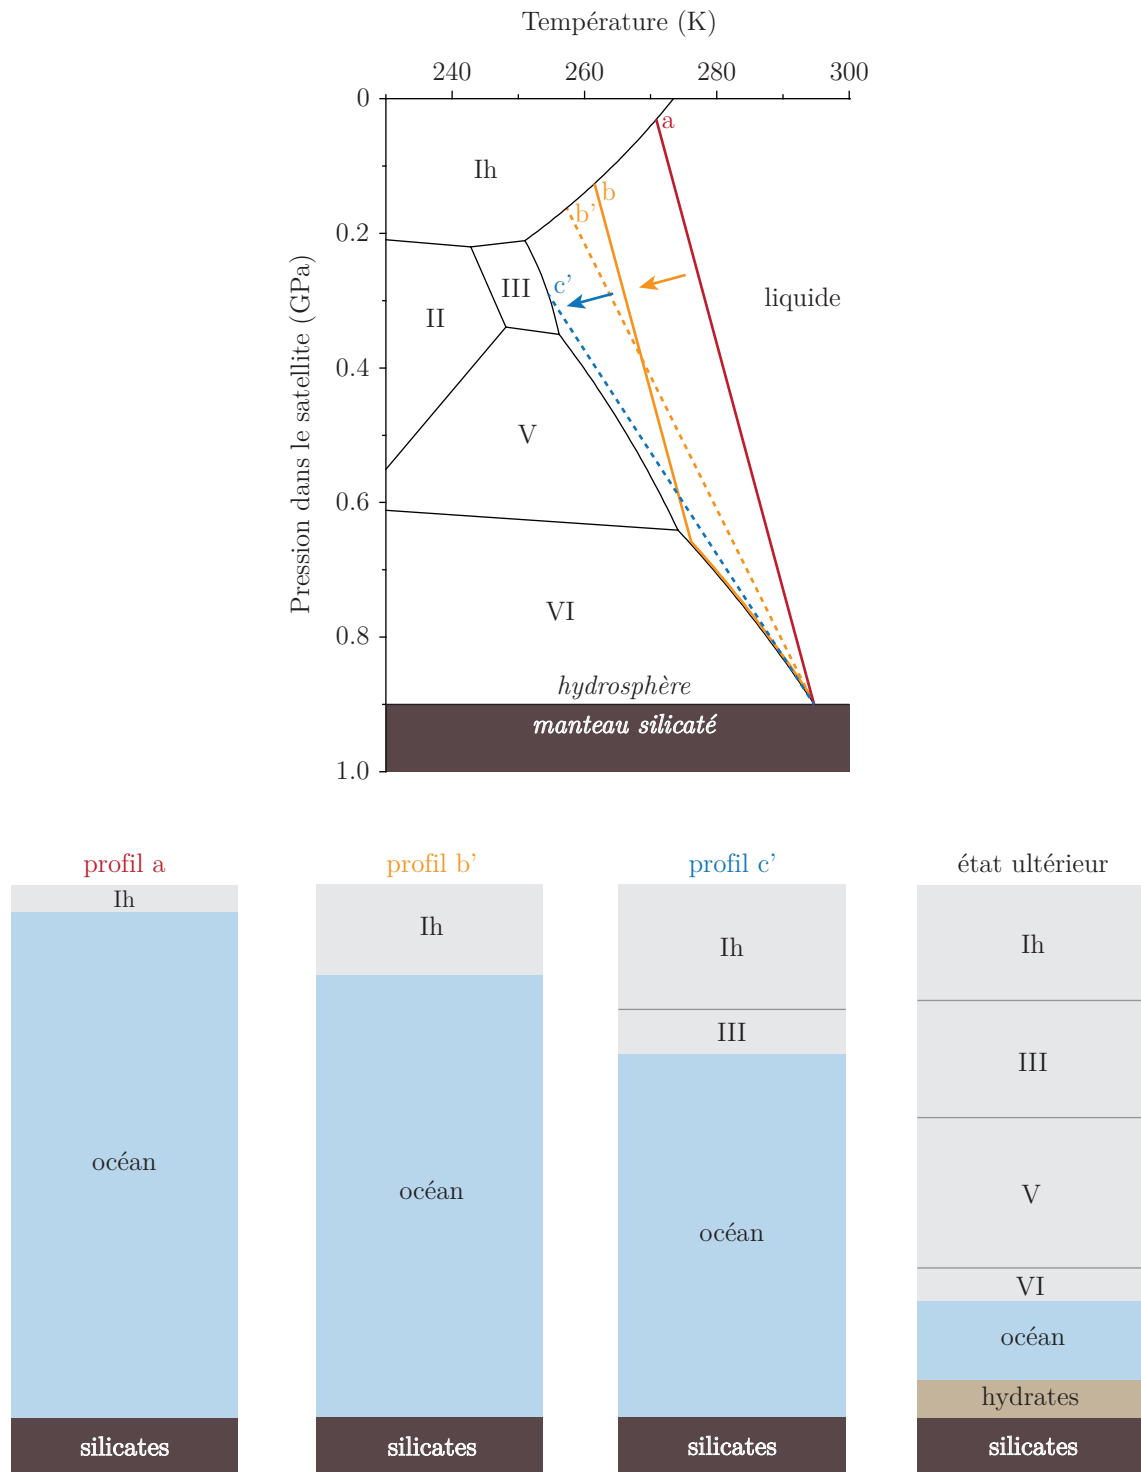 Température (K)
240 260 280 300
0
0.2
0.4
0.6
0.8
1.0
Pression dans le satellite (GPa)
Ih
a
b
b'
c'
III
II
liquide
V
VI
hydrosphère
manteau silicaté
profil a
Ih
océan
silicates
profil b'
Ih
océan
silicates
profil c'
Ih
III
océan
silicates
état ultérieur
Ih
III
V
VI
océan
hydrates
silicates